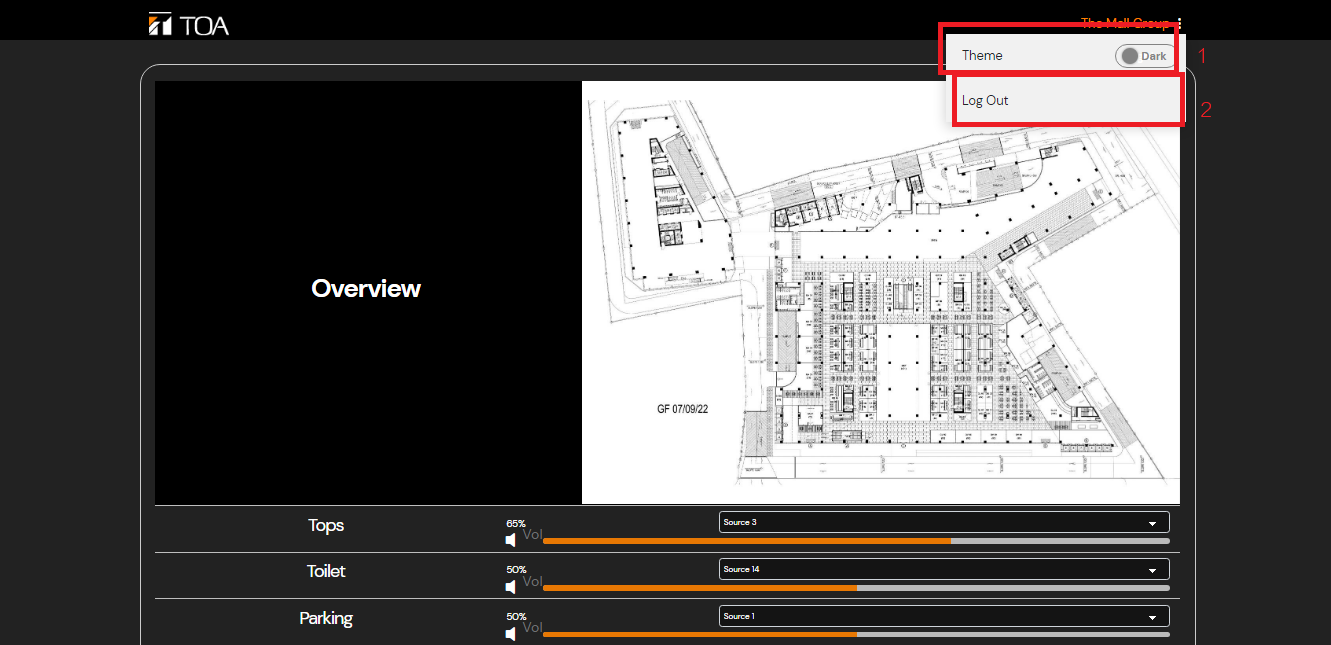 TOA
The Mall Group
Theme
Dark
1
Log Out
2
Overview
GF 07/09/22
Tops
65%
Vol
Source 3
Toilet
50%
Vol
Source 14
Parking
50%
Vol
Source 1